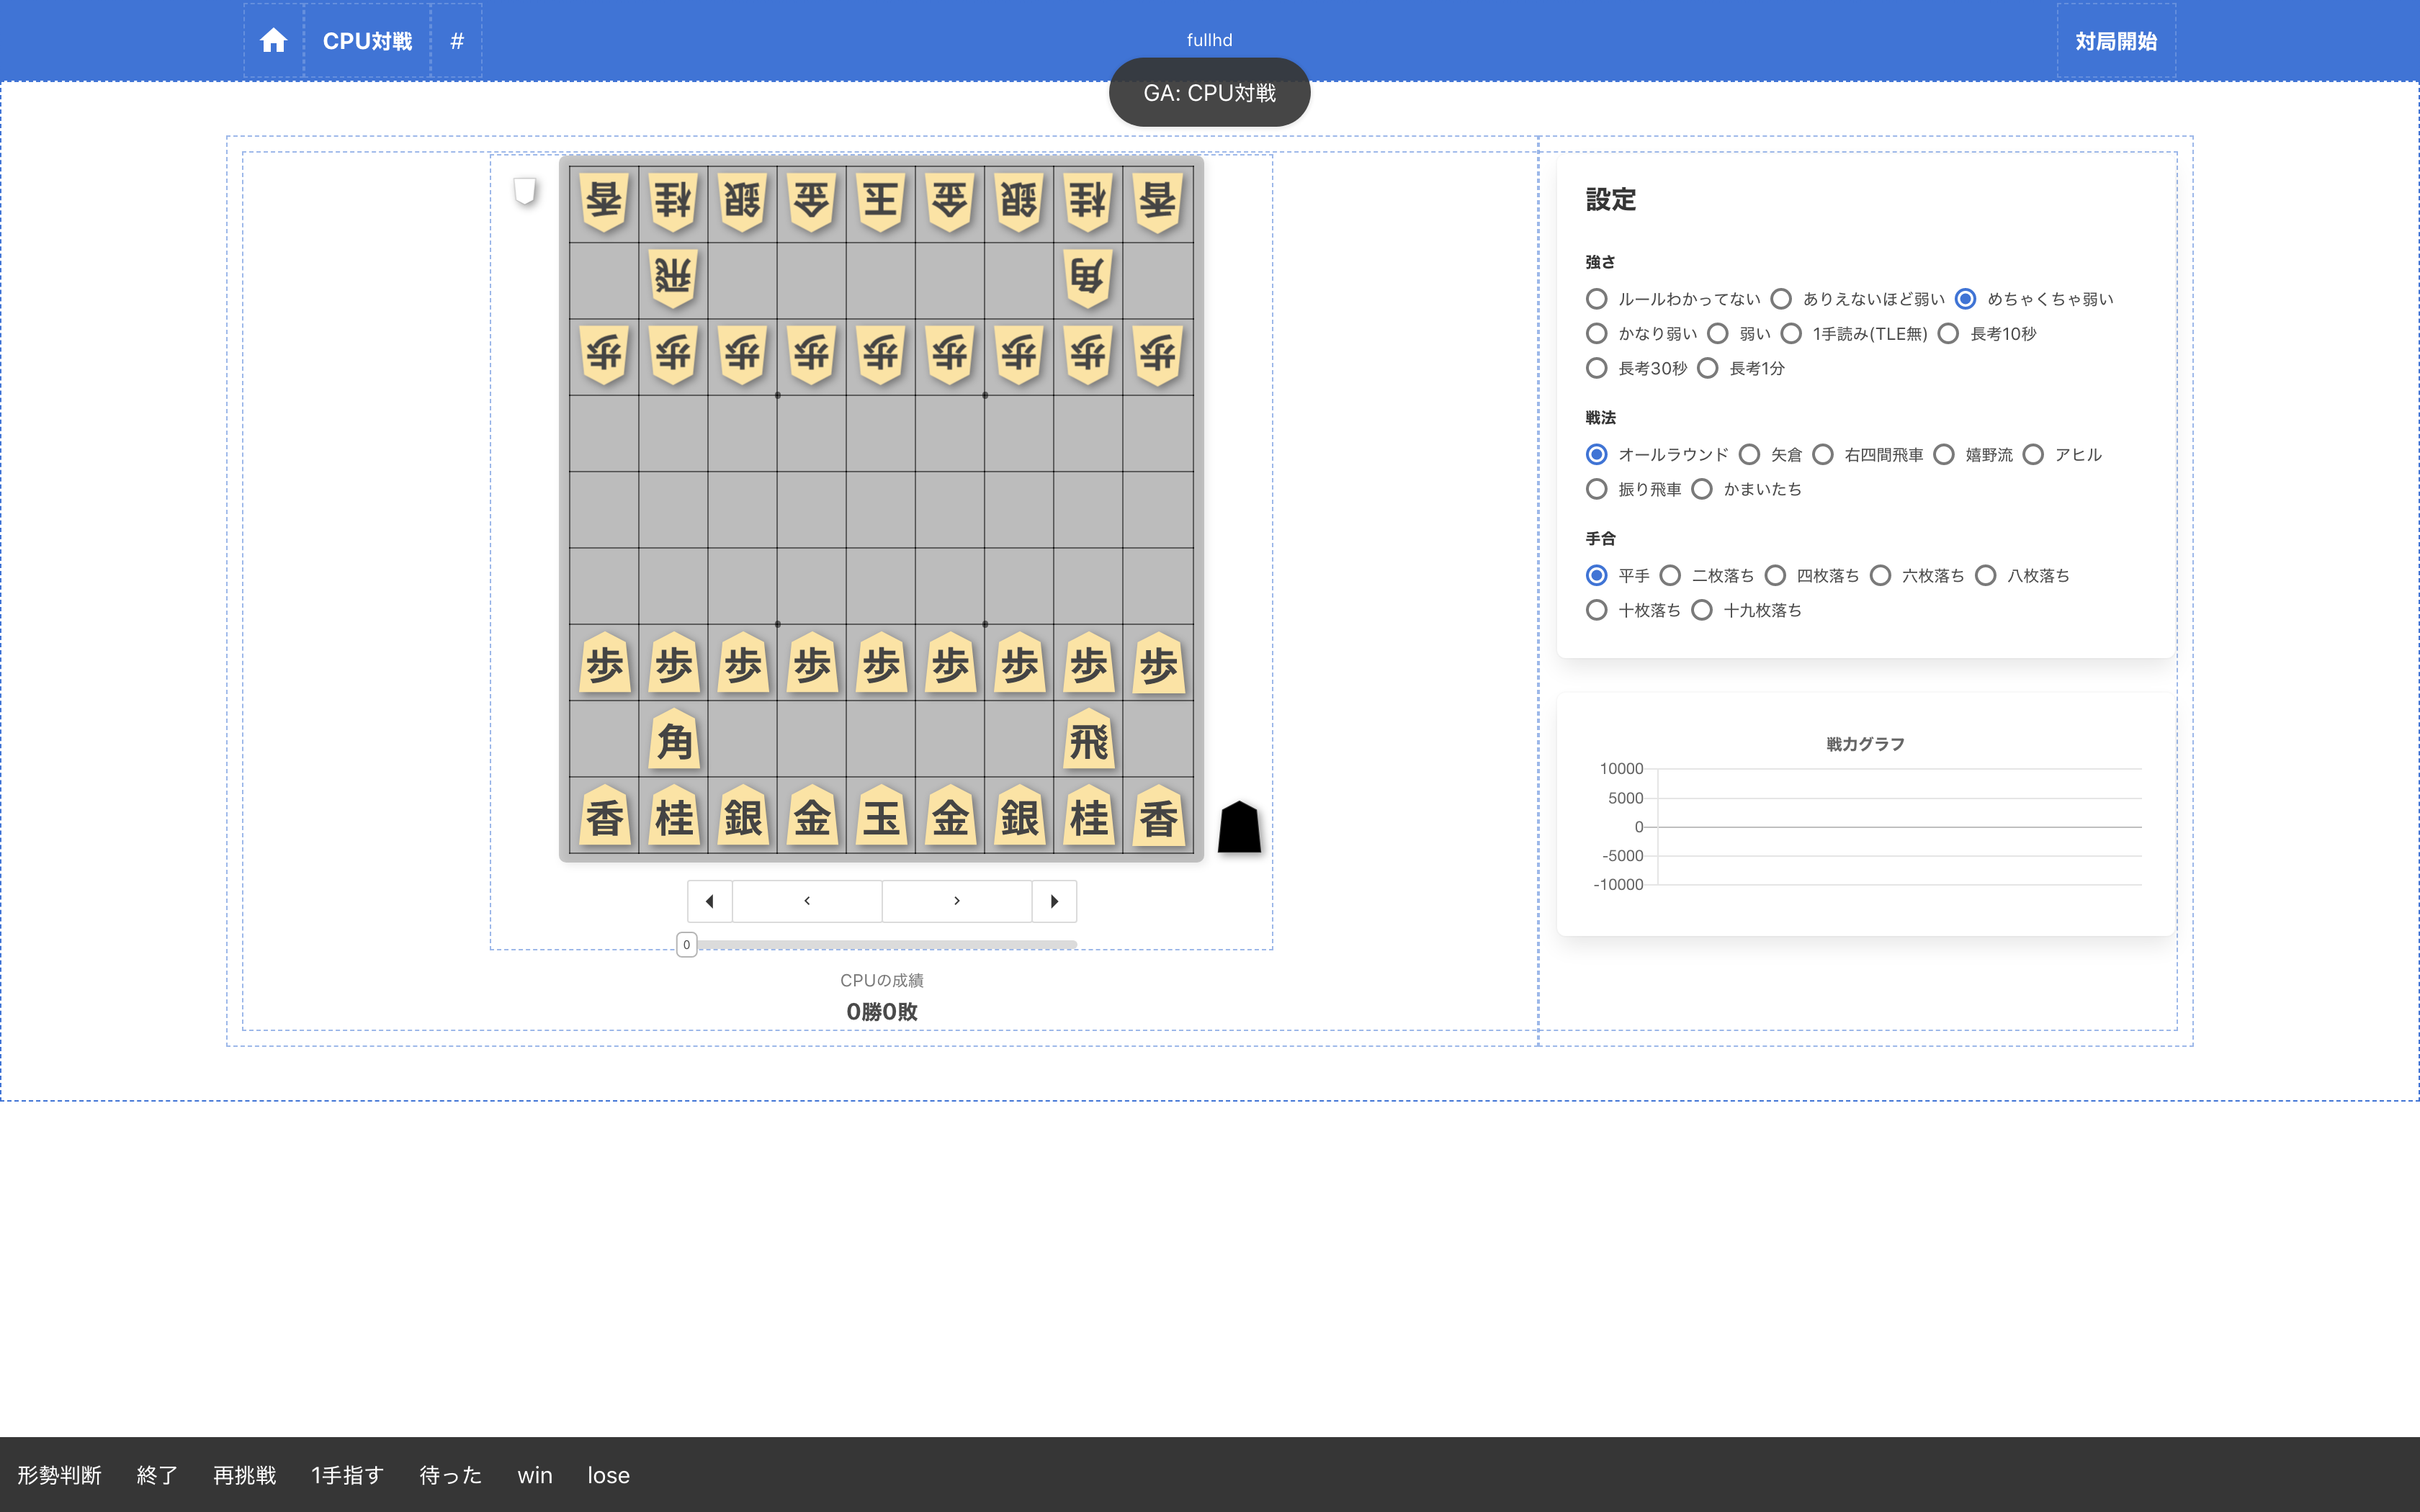 CPU対戦 # fullhd 対局開始
GA: CPU対戦
香 桂 銀 金 玉 金 銀 桂 香
飛 角
歩 歩 歩 歩 歩 歩 歩 歩 歩
歩 歩 歩 歩 歩 歩 歩 歩 歩
角 飛
香 桂 銀 金 玉 金 銀 桂 香
0
CPUの成績
0勝0敗
設定
強さ
ルールわかってない ありえないほど弱い めちゃくちゃ弱い
かなり弱い 弱い 1手読み(TLE無) 長考10秒
長考30秒 長考1分
戦法
オールラウンド 矢倉 右四間飛車 嬉野流 アヒル
振り飛車 かまいたち
手合
平手 二枚落ち 四枚落ち 六枚落ち 八枚落ち
十枚落ち 十九枚落ち
戦力グラフ
10000
5000
0
-5000
-10000
形勢判断 終了 再挑戦 1手指す 待った win lose